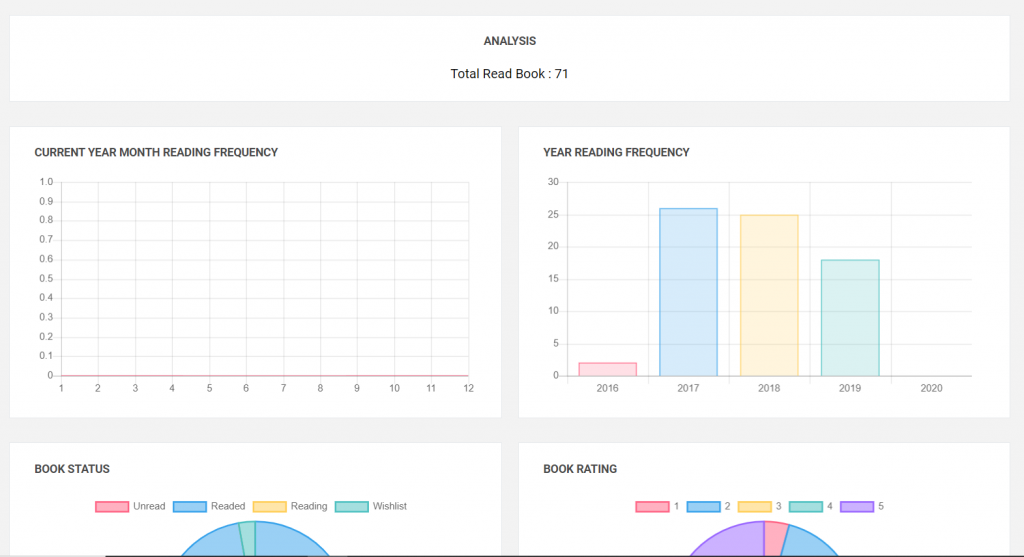 ANALYSIS
Total Read Book : 71
CURRENT YEAR MONTH READING FREQUENCY
1.0
0.9
0.8
0.7
0.6
0.5
0.4
0.3
0.2
0.1
0
1 2 3 4 5 6 7 8 9 10 11 12
YEAR READING FREQUENCY
30
25
20
15
10
5
0
2016 2017 2018 2019 2020
BOOK STATUS
Unread Readed Reading Wishlist
BOOK RATING
1 2 3 4 5